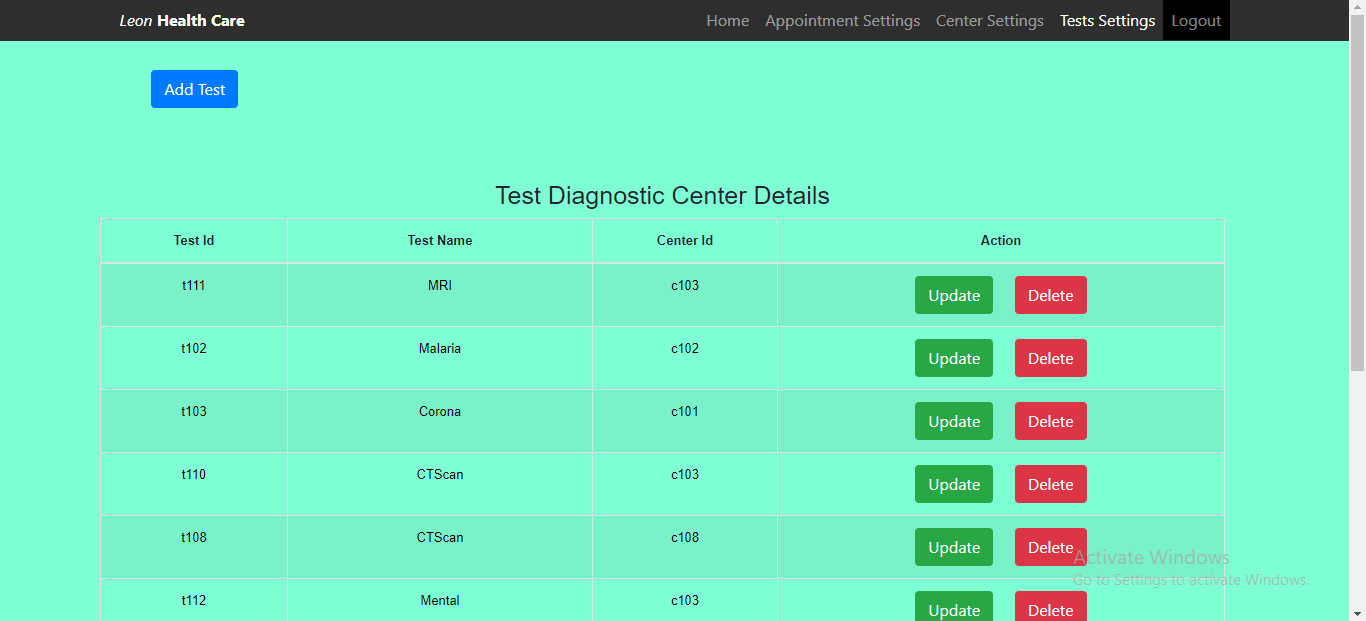 Leon Health Care Home Appointment Settings Center Settings Tests Settings Logout
Add Test
Test Diagnostic Center Details
Test Id Test Name Center Id Action
t111 MRI c103 Update Delete
t102 Malaria c102 Update Delete
t103 Corona c101 Update Delete
t110 CTScan c103 Update Delete
t108 CTScan c108 Update Delete
Activate Windows
Go to Settings to activate Windows.
t112 Mental c103 Update Delete